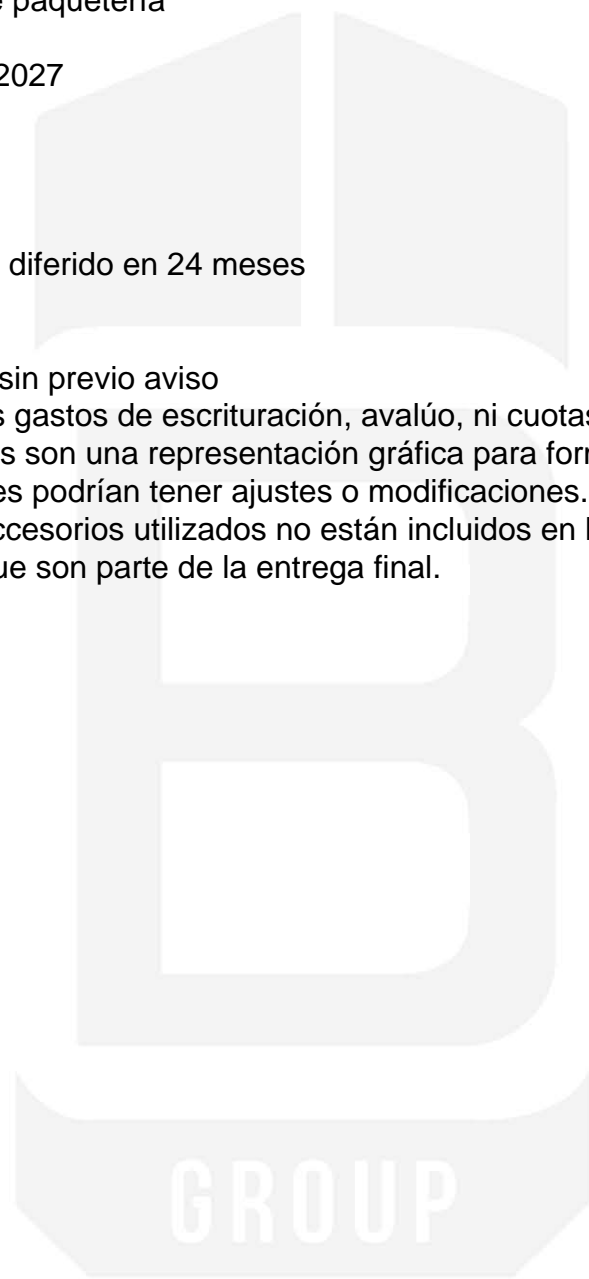 e paquetería
2027
diferido en 24 meses
sin previo aviso
s gastos de escrituración, avalúo, ni cuotas
s son una representación gráfica para for
es podrían tener ajustes o modificaciones.
ccesorios utilizados no están incluidos en l
ue son parte de la entrega final.
B
GROUP